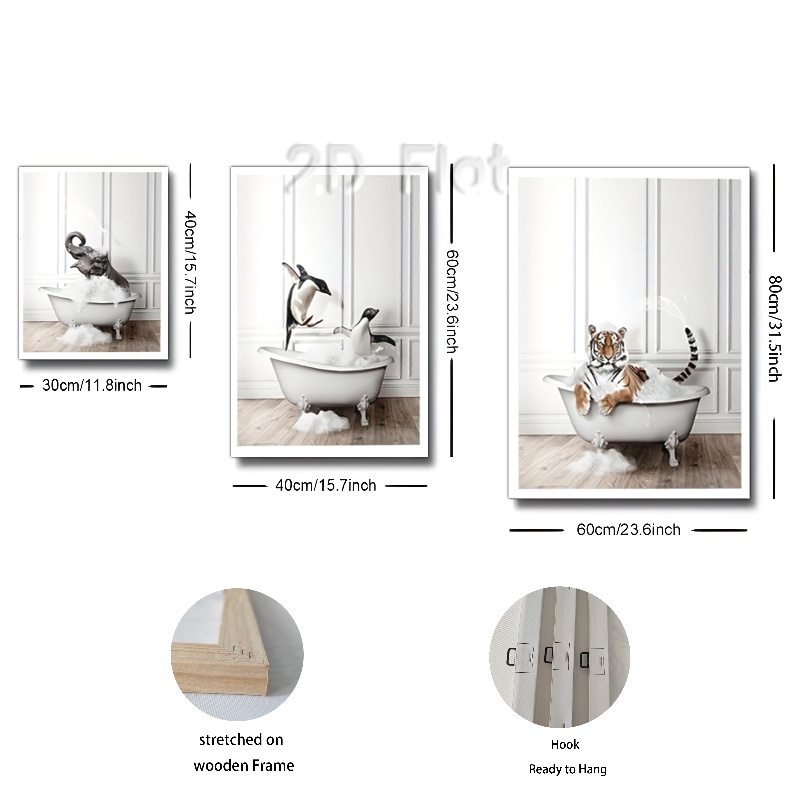 2D Flat
40cm/15.7inch
30cm/11.8inch
60cm/23.6inch
40cm/15.7inch
80cm/31.5inch
60cm/23.6inch
stretched on
wooden Frame
Hook
Ready to Hang